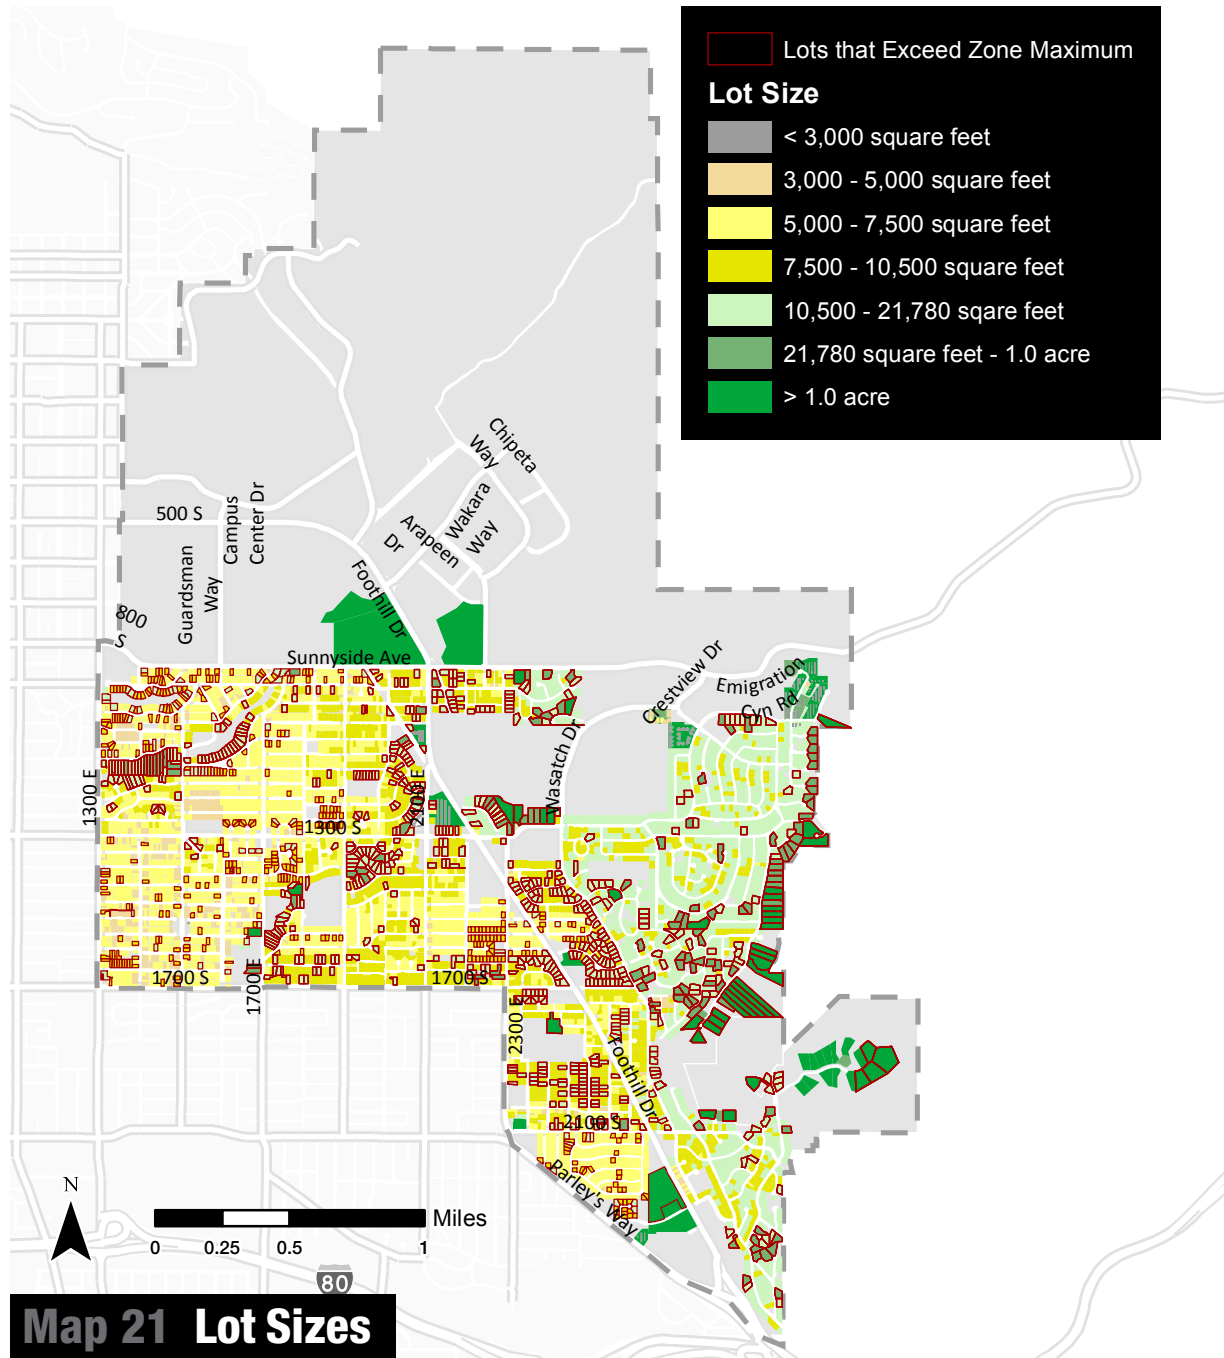 Lots that Exceed Zone Maximum
Lot Size
< 3,000 square feet
3,000 - 5,000 square feet
5,000 - 7,500 square feet
7,500 - 10,500 square feet
10,500 - 21,780 sqare feet
21,780 square feet - 1.0 acre
> 1.0 acre
Chipeta
Way
Wakara
Way
Arapeen
Dr
500 S
Campus
Center Dr
Guardsman
Way
Foothill Dr
800
S
Sunnyside Ave
Crestview Dr
Emigration
Cyn Rd
Wasatch Dr
1300 E
2100 E
1300 S
1700 S
1700 E
1700 S
2300 E
Foothill Dr
2100 S
Parley's Way
N
Miles
0
0.25
0.5
1
80
Map 21 Lot Sizes